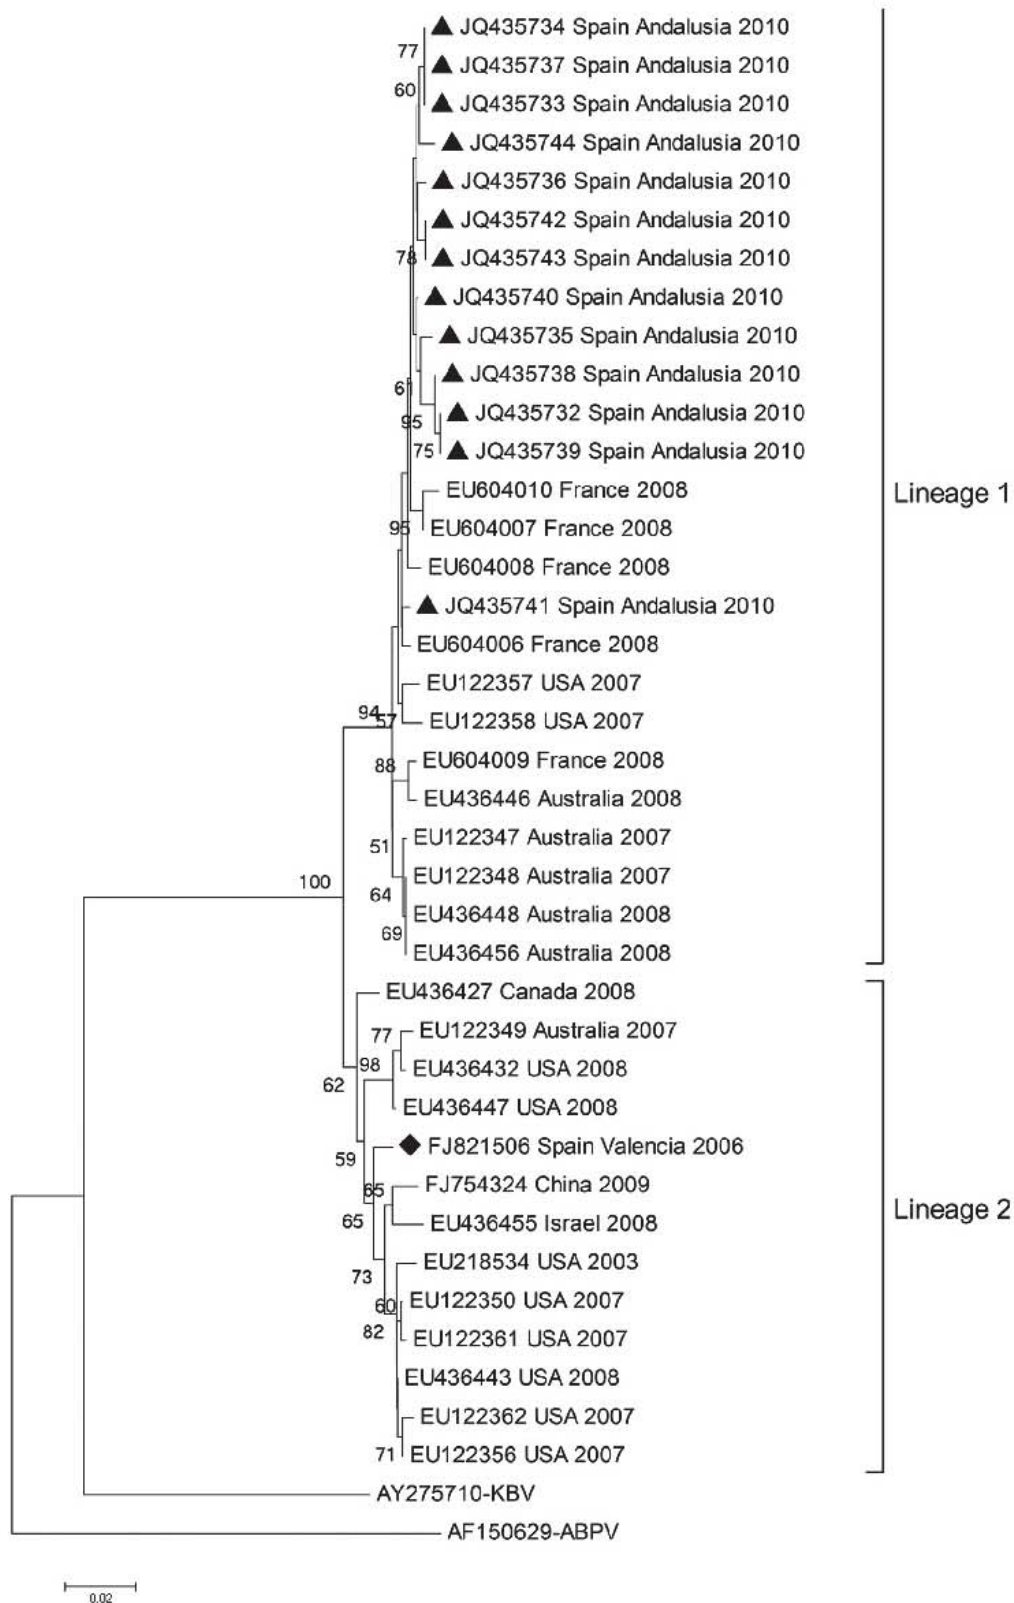 JQ435734 Spain Andalusia 2010
77
JQ435737 Spain Andalusia 2010
60
JQ435733 Spain Andalusia 2010
JQ435744 Spain Andalusia 2010
JQ435736 Spain Andalusia 2010
JQ435742 Spain Andalusia 2010
78
JQ435743 Spain Andalusia 2010
JQ435740 Spain Andalusia 2010
JQ435735 Spain Andalusia 2010
JQ435738 Spain Andalusia 2010
6
JQ435732 Spain Andalusia 2010
95
75
JQ435739 Spain Andalusia 2010
EU604010 France 2008
Lineage 1
95
EU604007 France 2008
EU604008 France 2008
JQ435741 Spain Andalusia 2010
EU604006 France 2008
EU122357 USA 2007
94
57
EU122358 USA 2007
EU604009 France 2008
88
EU436446 Australia 2008
EU122347 Australia 2007
51
EU122348 Australia 2007
100
64
EU436448 Australia 2008
69
EU436456 Australia 2008
EU436427 Canada 2008
77
EU122349 Australia 2007
98
EU436432 USA 2008
62
EU436447 USA 2008
FJ821506 Spain Valencia 2006
59
FJ754324 China 2009
65
Lineage 2
65
EU436455 Israel 2008
EU218534 USA 2003
73
EU122350 USA 2007
60
82
EU122361 USA 2007
EU436443 USA 2008
EU122362 USA 2007
71
EU122356 USA 2007
AY275710-KBV
AF150629-ABPV
0.02